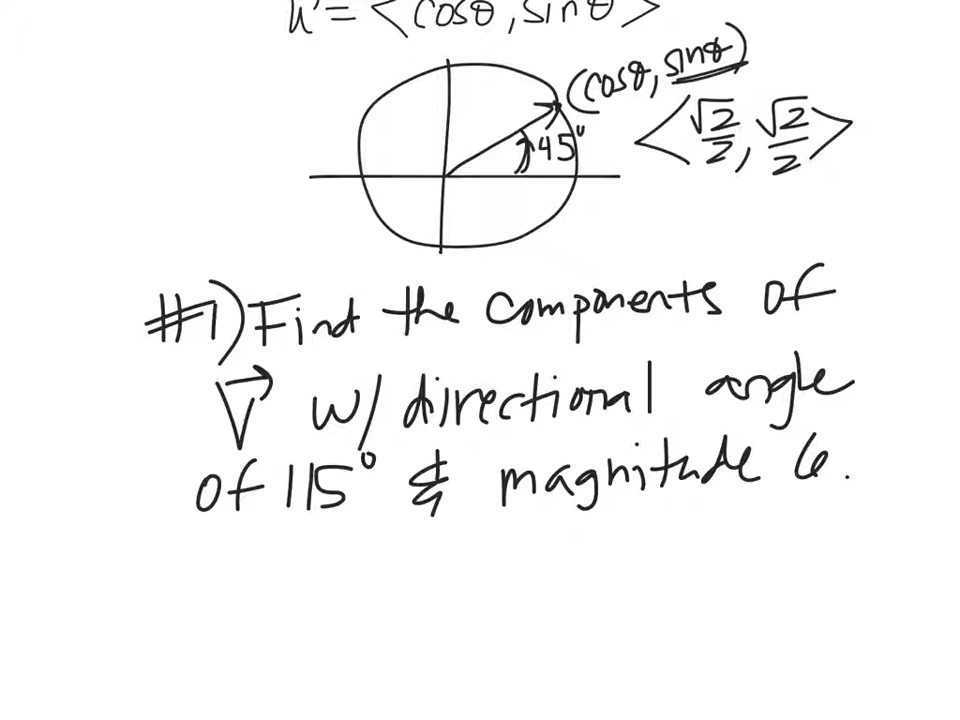 u = <cosθ, sinθ>
(cosθ, sinθ)
45°
<√2/2, √2/2>
#1) Find the components of
V⃗ w/ directional angle
of 115° & magnitude 6.